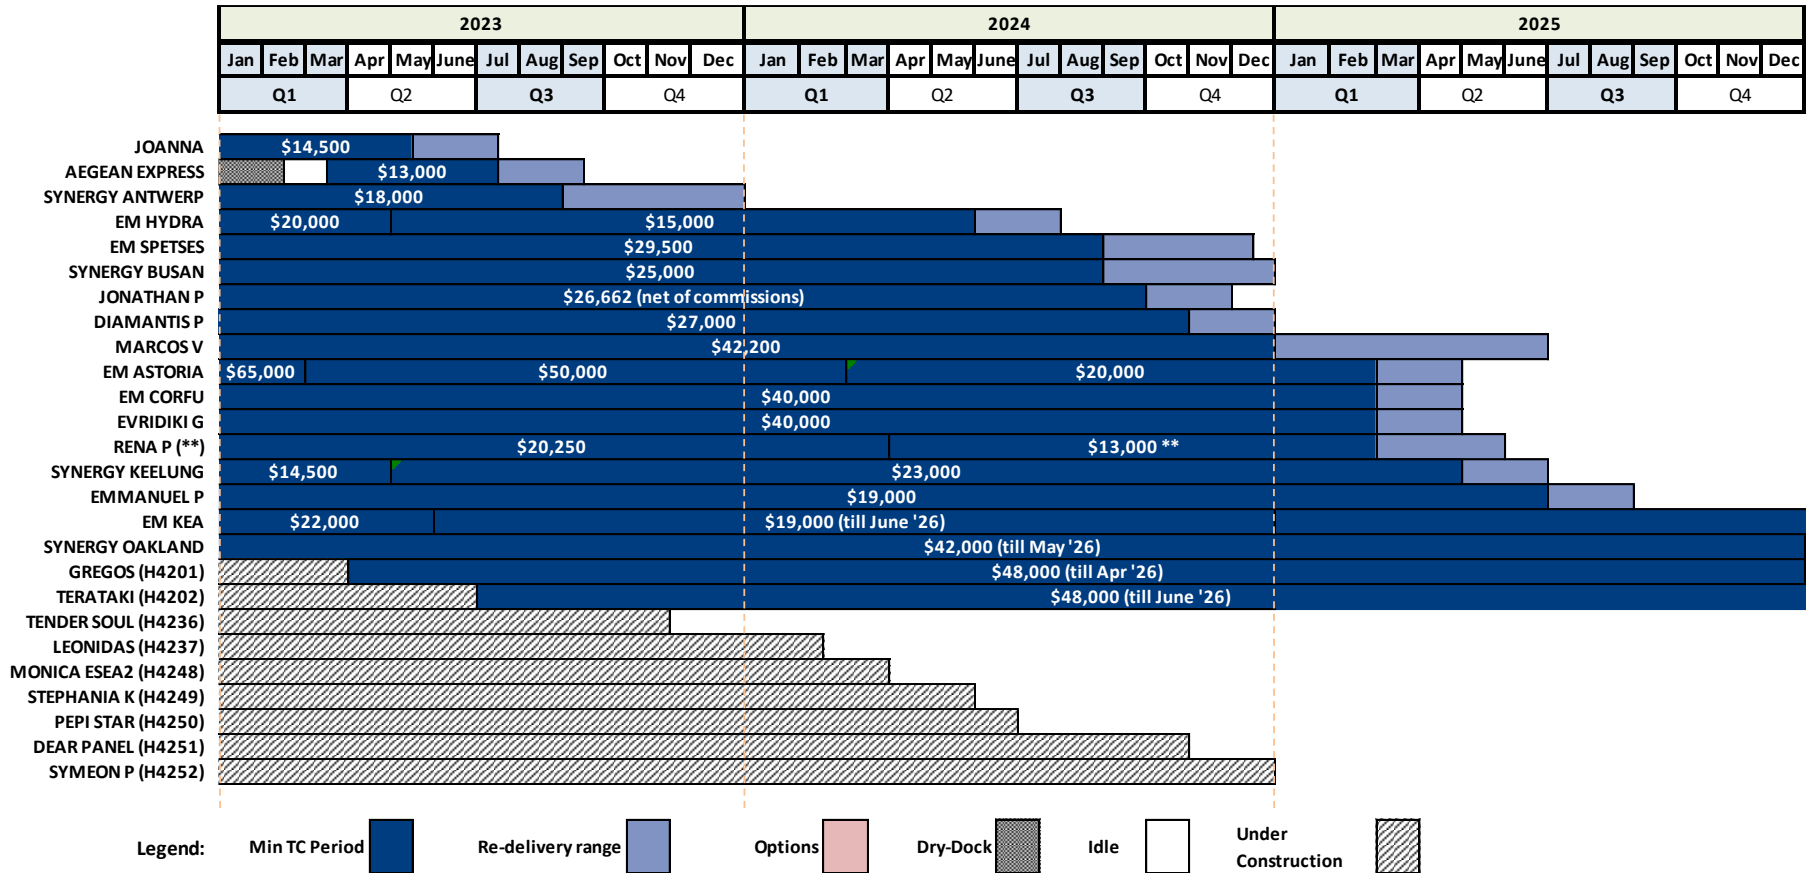 2023 2024 2025
Jan Feb Mar Apr May June Jul Aug Sep Oct Nov Dec Jan Feb Mar Apr May June Jul Aug Sep Oct Nov Dec Jan Feb Mar Apr May June Jul Aug Sep Oct Nov Dec
Q1 Q2 Q3 Q4 Q1 Q2 Q3 Q4 Q1 Q2 Q3 Q4
JOANNA $14,500
AEGEAN EXPRESS $13,000
SYNERGY ANTWERP $18,000
EM HYDRA $20,000 $15,000
EM SPETSES $29,500
SYNERGY BUSAN $25,000
JONATHAN P $26,662 (net of commissions)
DIAMANTIS P $27,000
MARCOS V $42,200
EM ASTORIA $65,000 $50,000 $20,000
EM CORFU $40,000
EVRIDIKI G $40,000
RENA P (**) $20,250 $13,000 **
SYNERGY KEELUNG $14,500 $23,000
EMMANUEL P $19,000
EM KEA $22,000 $19,000 (till June '26)
SYNERGY OAKLAND $42,000 (till May '26)
GREGOS (H4201) $48,000 (till Apr '26)
TERATAKI (H4202) $48,000 (till June '26)
TENDER SOUL (H4236)
LEONIDAS (H4237)
MONICA ESEA2 (H4248)
STEPHANIA K (H4249)
PEPI STAR (H4250)
DEAR PANEL (H4251)
SYMEON P (H4252)
Legend: Min TC Period Re-delivery range Options Dry-Dock Idle Under
Construction